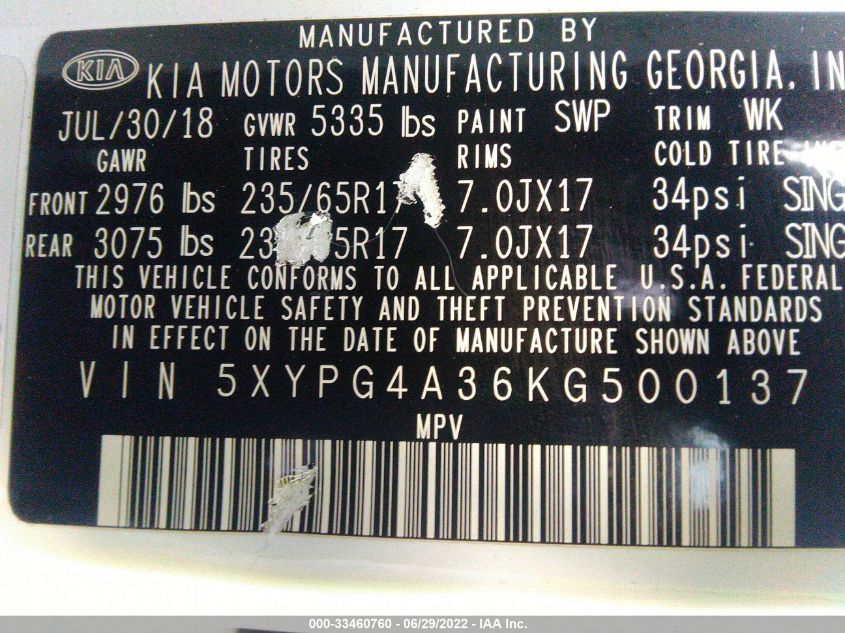 MANUFACTURED BY
KIA KIA MOTORS MANUFACTURING GEORGIA, IN
JUL/30/18 GVWR 5335 lbs PAINT SWP TRIM WK
GAWR TIRES RIMS COLD TIRE
FRONT 2976 lbs 235/65R17 7.0JX17 34psi SING
REAR 3075 lbs 23 5R17 7.0JX17 34psi SING
THIS VEHICLE CONFORMS TO ALL APPLICABLE U.S.A. FEDERAL
MOTOR VEHICLE SAFETY AND THEFT PREVENTION STANDARDS
IN EFFECT ON THE DATE OF MANUFACTURE SHOWN ABOVE
VIN 5XYPG4A36KG500137
MPV
000-33460760 - 06/29/2022 - IAA Inc.